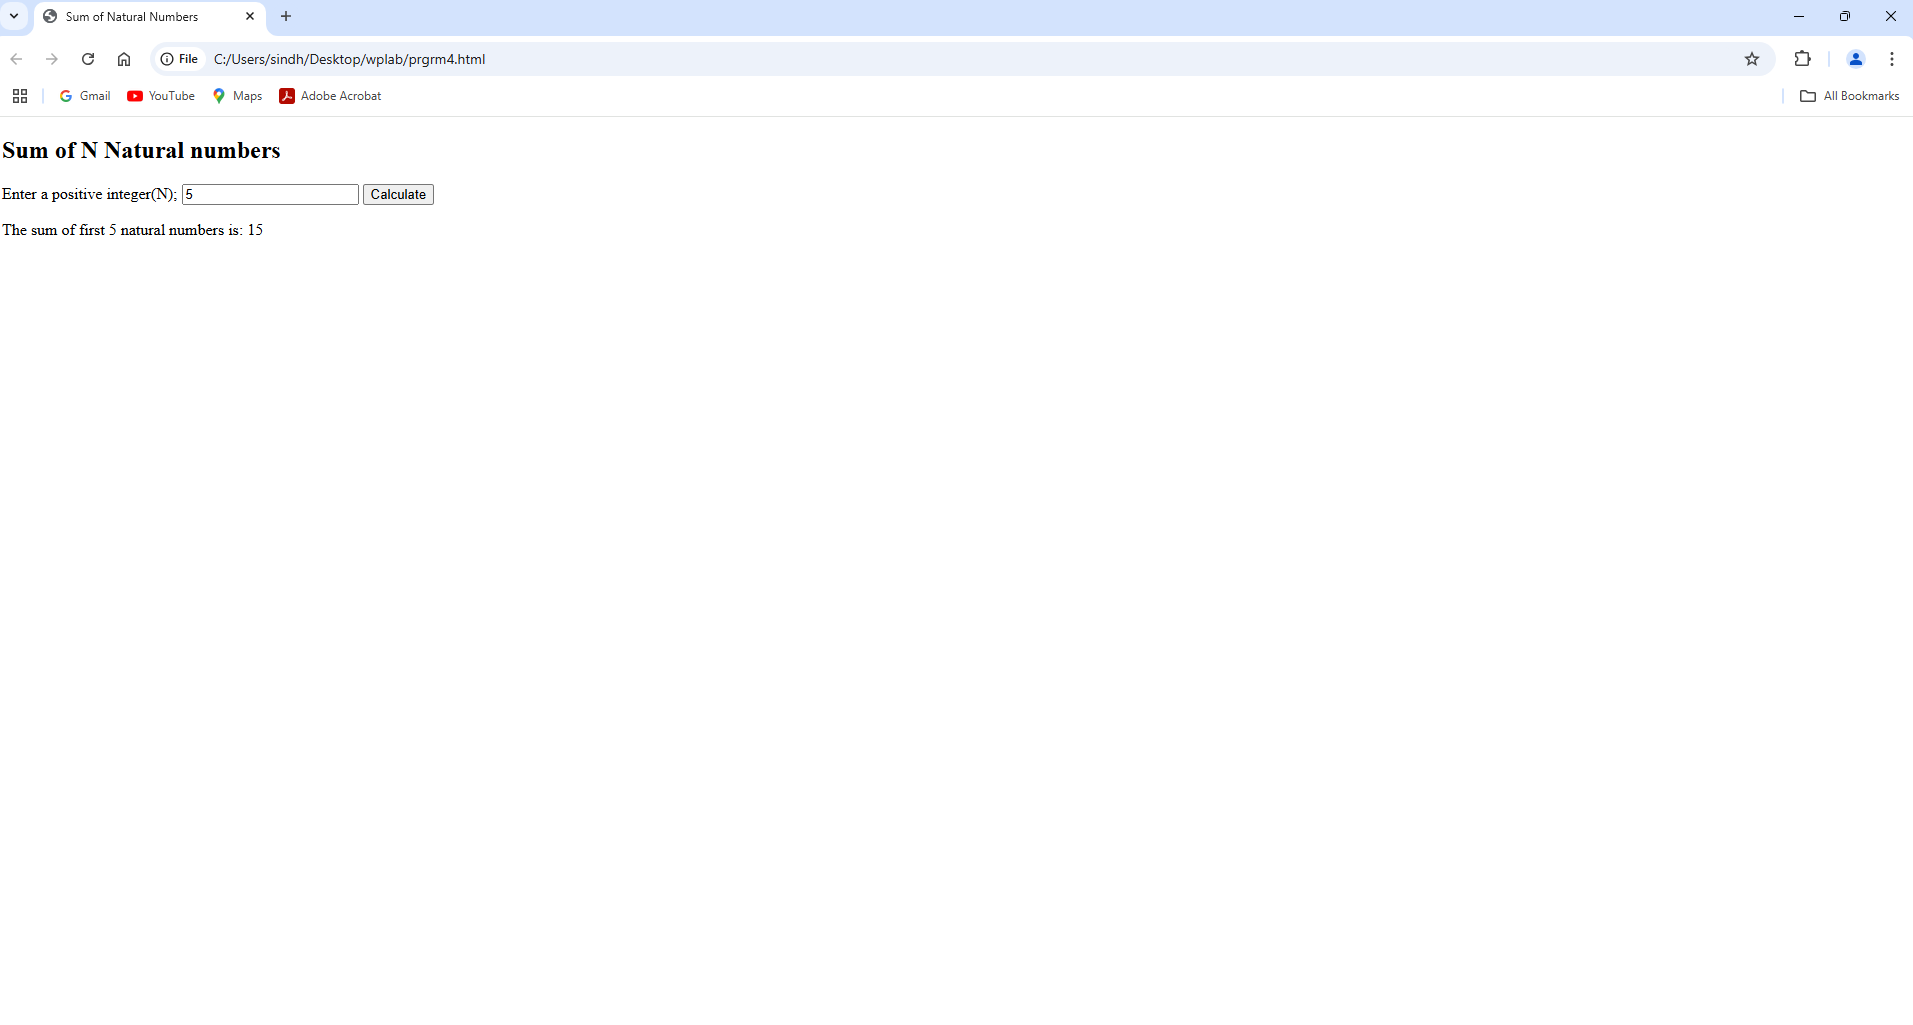 Sum of Natural Numbers
File C:/Users/sindh/Desktop/wplab/prgrm4.html
Gmail YouTube Maps Adobe Acrobat All Bookmarks
Sum of N Natural numbers
Enter a positive integer(N); 5 Calculate
The sum of first 5 natural numbers is: 15